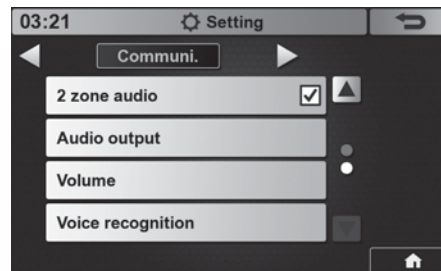 03:21 Setting
Communi.
2 zone audio
Audio output
Volume
Voice recognition